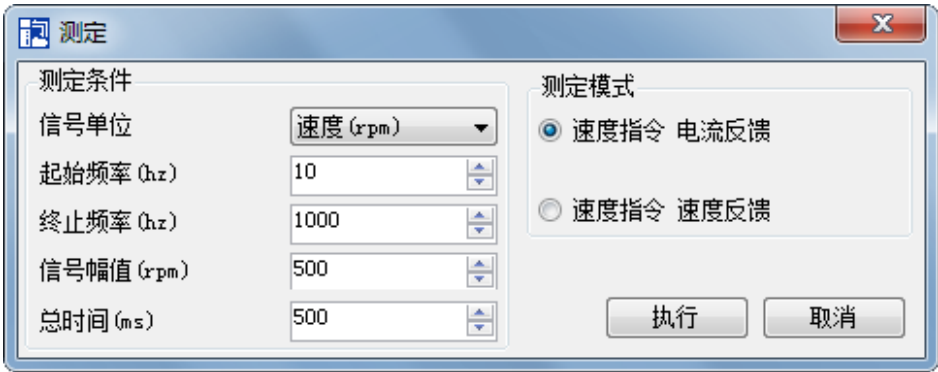 测定
测定条件
信号单位 速度(rpm)
起始频率(hz) 10
终止频率(hz) 1000
信号幅值(rpm) 500
总时间(ms) 500
测定模式
速度指令 电流反馈
速度指令 速度反馈
执行 取消